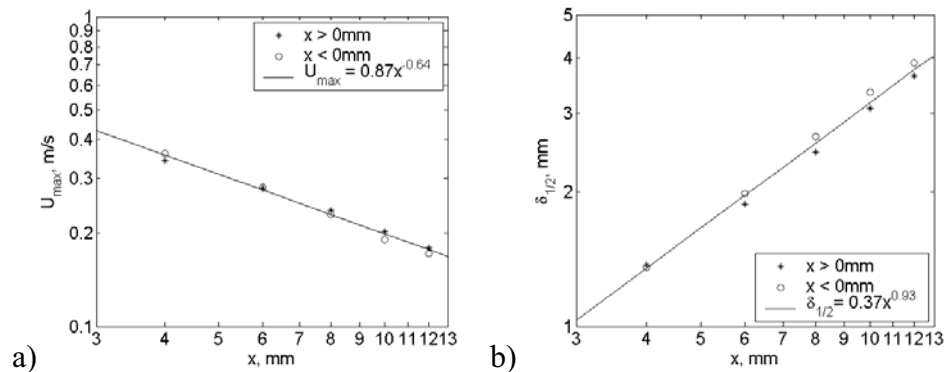 1
0.9
0.8
0.7
0.6
0.5
0.4
0.3
0.2
0.1
U_max, m/s
x > 0mm
x < 0mm
U_max = 0.87x^-0.64
3 4 5 6 7 8 9 10 11 12 13
x, mm
a)
5
4
3
2
1
δ_1/2, mm
x > 0mm
x < 0mm
δ_1/2 = 0.37x^0.93
3 4 5 6 7 8 9 10 11 12 13
x, mm
b)